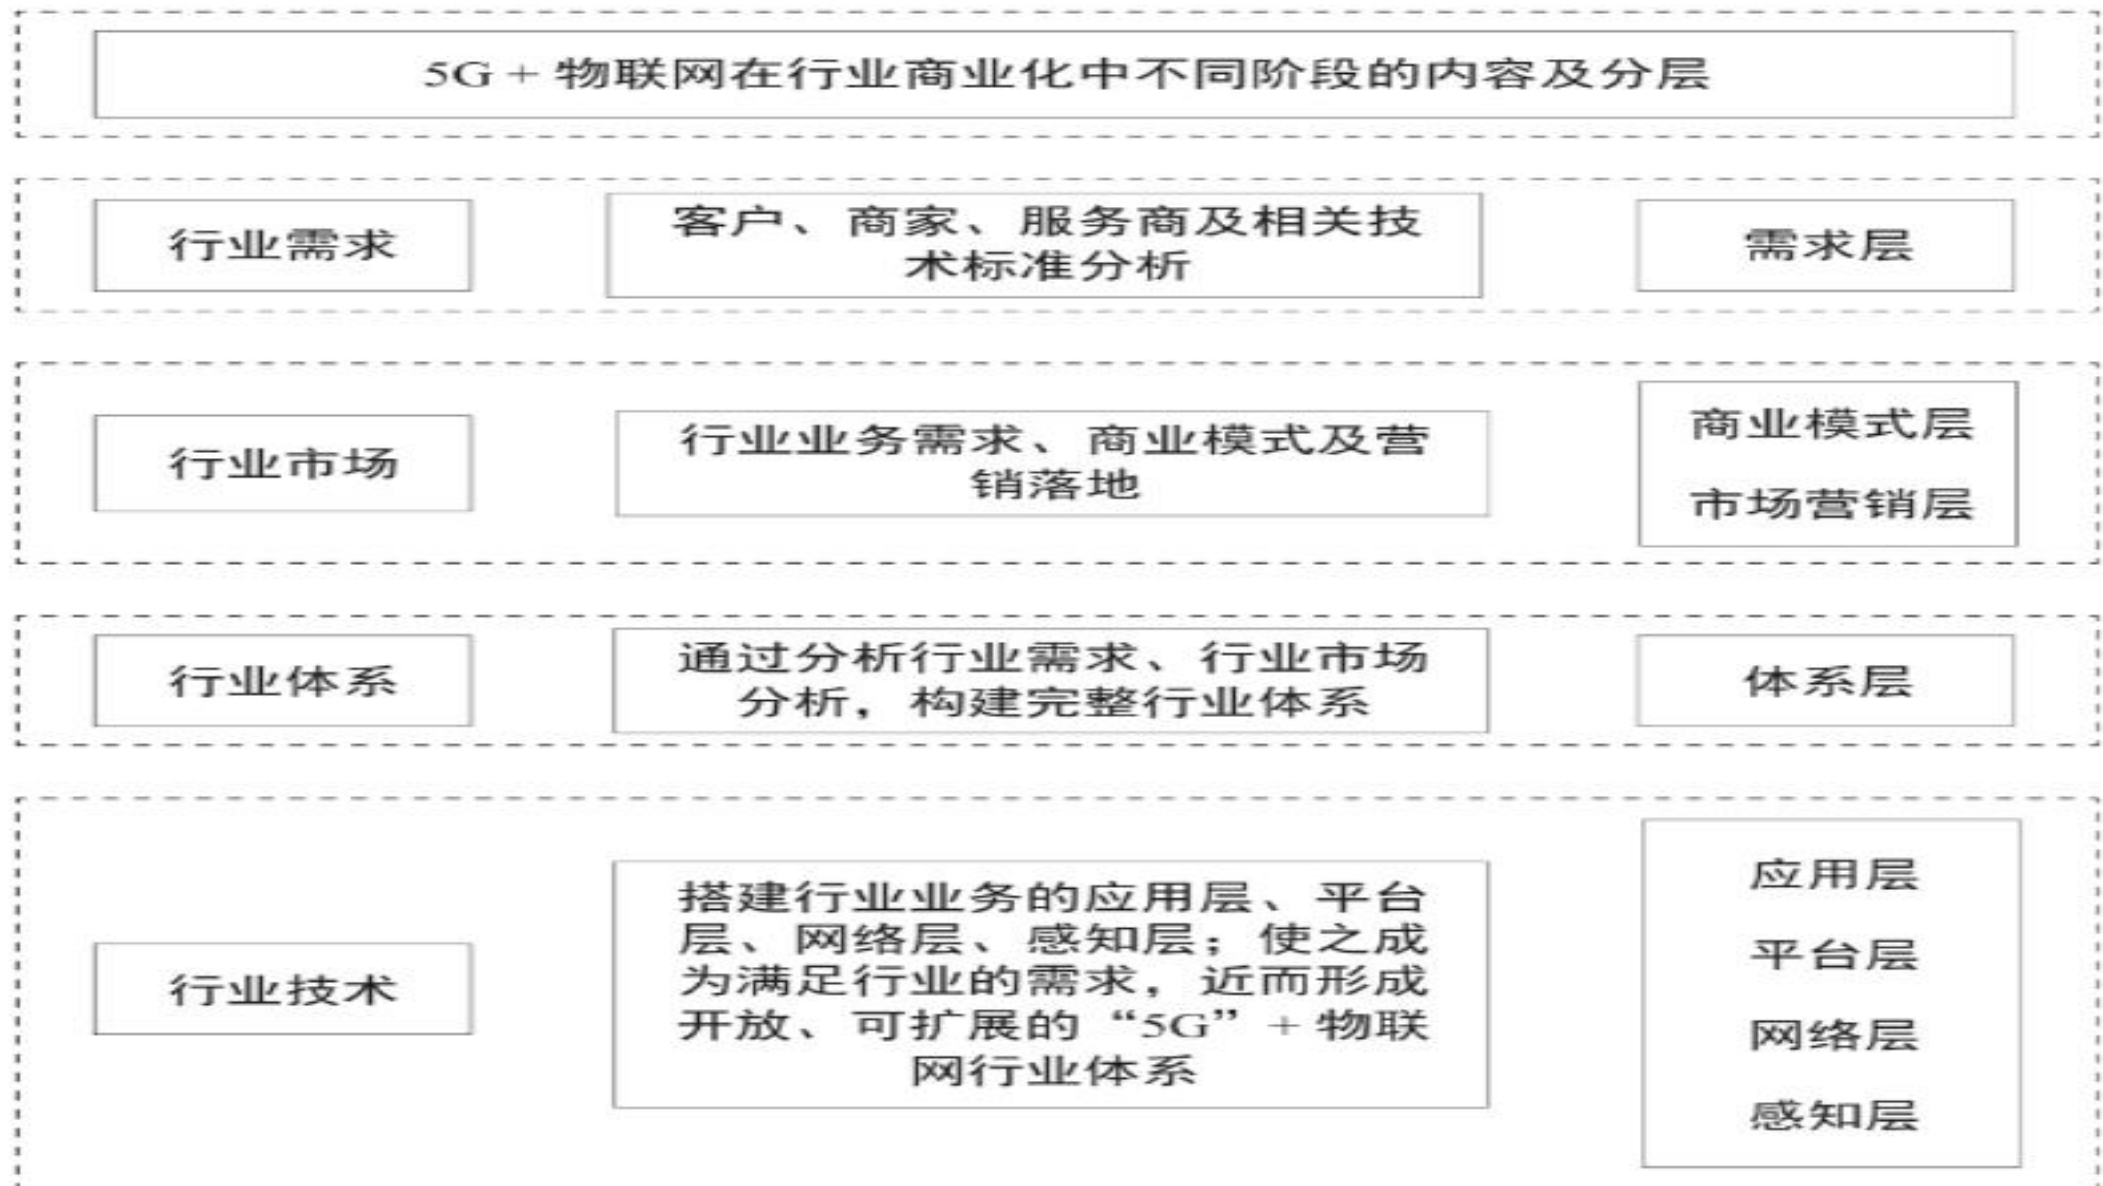 5G + 物联网在行业商业化中不同阶段的内容及分层
行业需求
客户、商家、服务商及相关技
术标准分析
需求层
行业市场
行业业务需求、商业模式及营
销落地
商业模式层
市场营销层
行业体系
通过分析行业需求、行业市场
分析，构建完整行业体系
体系层
行业技术
搭建行业业务的应用层、平台
层、网络层、感知层；使之成
为满足行业的需求，近而形成
开放、可扩展的“5G”+ 物联
网行业体系
应用层
平台层
网络层
感知层